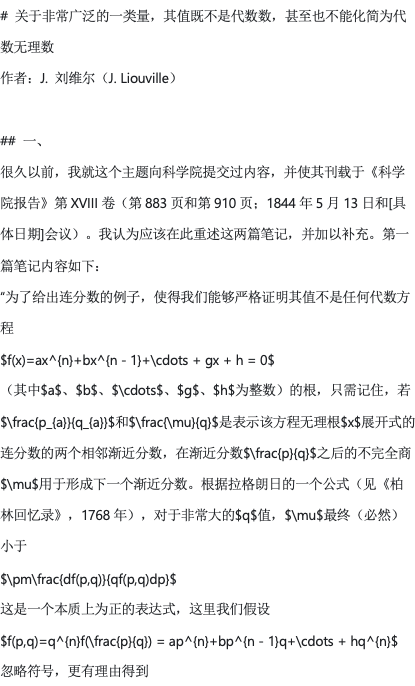 # 关于非常广泛的一类量，其值既不是代数数，甚至也不能化简为代
数无理数
作者：J. 刘维尔（J. Liouville）
## 一、
很久以前，我就这个主题向科学院提交过内容，并使其刊载于《科学
院报告》第 XVIII 卷（第 883 页和第 910 页；1844 年 5 月 13 日和[具
体日期]会议）。我认为应该在此重述这两篇笔记，并加以补充。第一
篇笔记内容如下：
“为了给出连分数的例子，使得我们能够严格证明其值不是任何代数方
程
$f(x)=ax^{n}+bx^{n - 1}+\cdots + gx + h = 0$
（其中$a$、$b$、$\cdots$、$g$、$h$为整数）的根，只需记住，若
$\frac{p_{a}}{q_{a}}$和$\frac{\mu}{q}$是表示该方程无理根$x$展开式的
连分数的两个相邻渐近分数，在渐近分数$\frac{p}{q}$之后的不完全商
$\mu$用于形成下一个渐近分数。根据拉格朗日的一个公式（见《柏
林回忆录》，1768 年），对于非常大的$q$值，$\mu$最终（必然）
小于
$\pm\frac{df(p,q)}{qf(p,q)dp}$
这是一个本质上为正的表达式，这里我们假设
$f(p,q)=q^{n}f(\frac{p}{q}) = ap^{n}+bp^{n - 1}q+\cdots + hq^{n}$
忽略符号，更有理由得到